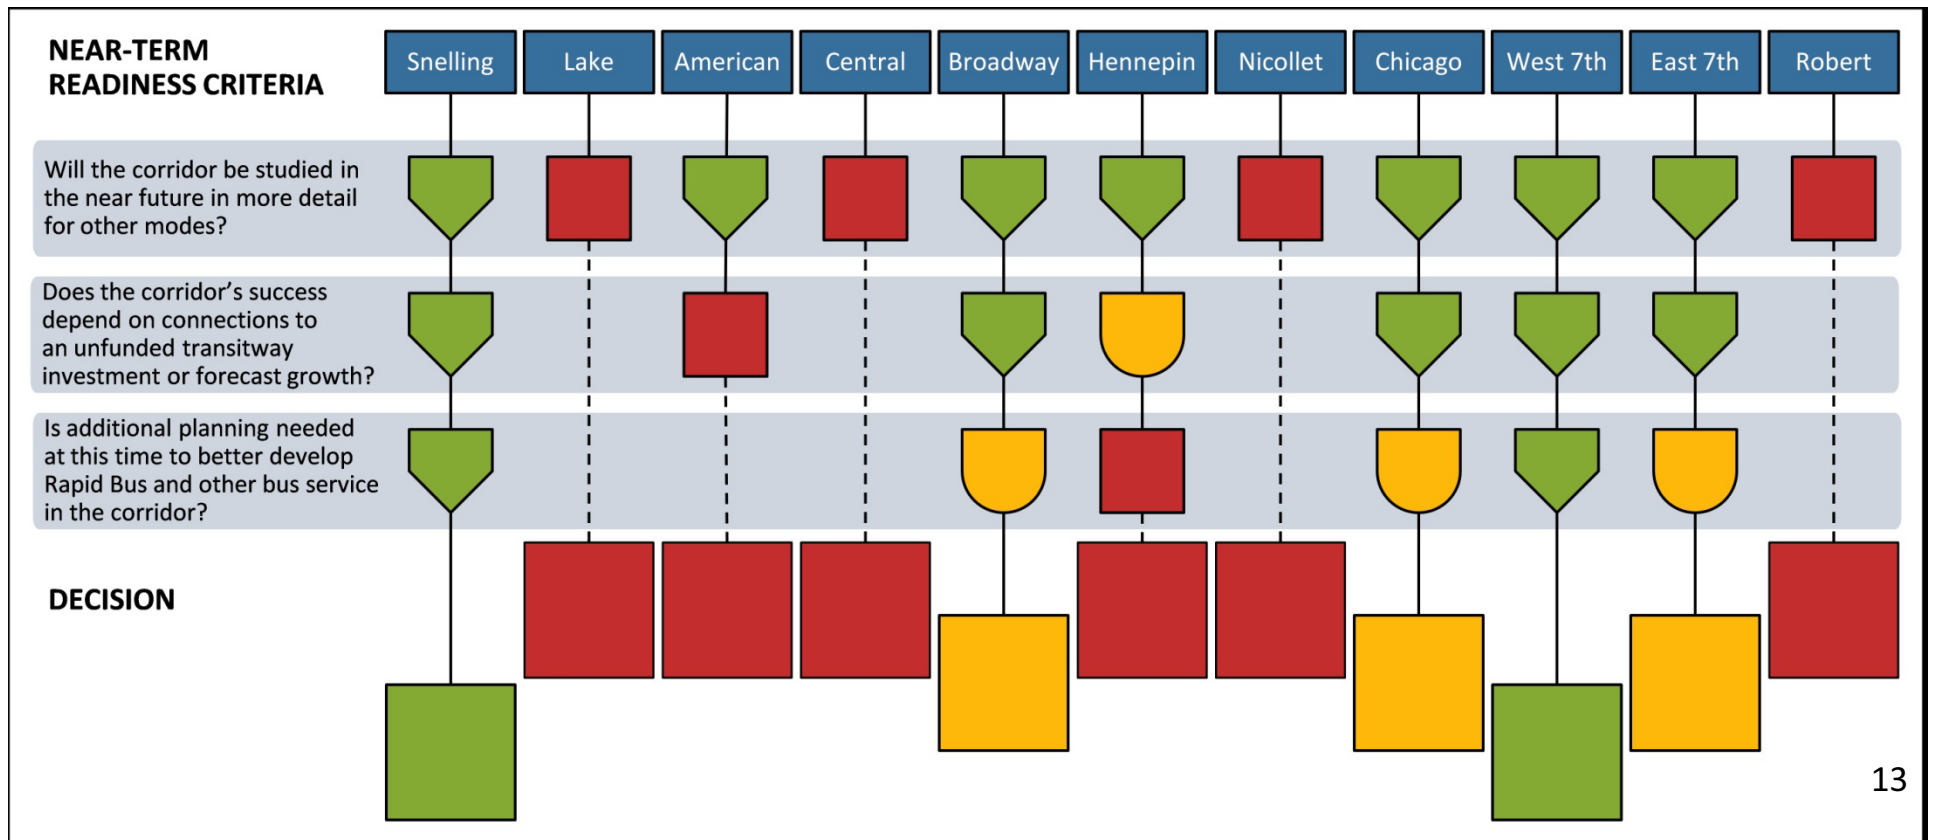 NEAR-TERM
READINESS CRITERIA
Snelling
Lake
American
Central
Broadway
Hennepin
Nicollet
Chicago
West 7th
East 7th
Robert
Will the corridor be studied in
the near future in more detail
for other modes?
Does the corridor’s success
depend on connections to
an unfunded transitway
investment or forecast growth?
Is additional planning needed
at this time to better develop
Rapid Bus and other bus service
in the corridor?
DECISION
13